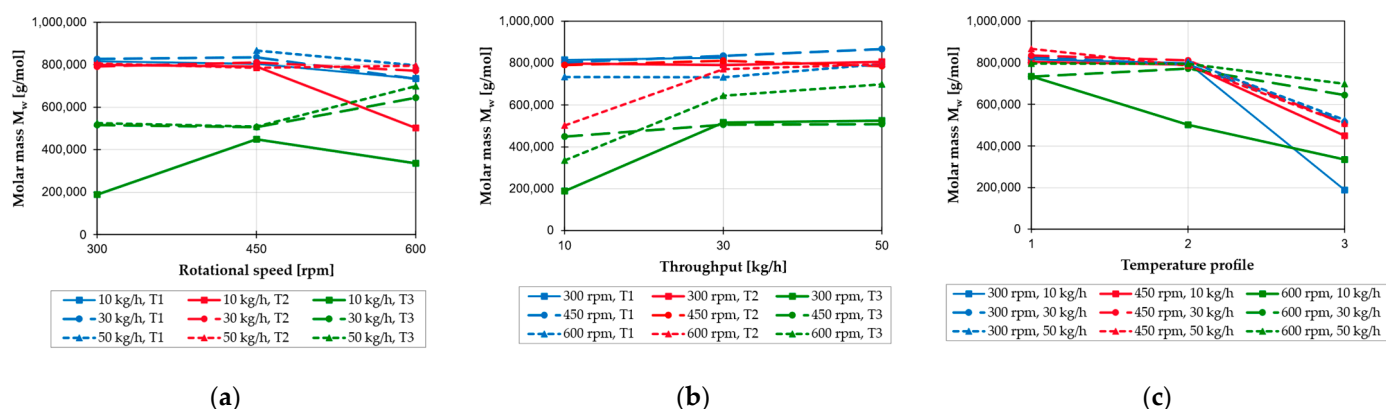 Molar mass Mw [g/mol]
1,000,000
800,000
600,000
400,000
200,000
0
300 450 600
Rotational speed [rpm]
10 kg/h, T1 10 kg/h, T2 10 kg/h, T3
30 kg/h, T1 30 kg/h, T2 30 kg/h, T3
50 kg/h, T1 50 kg/h, T2 50 kg/h, T3
(a)
Molar mass Mw [g/mol]
1,000,000
800,000
600,000
400,000
200,000
0
10 30 50
Throughput [kg/h]
300 rpm, T1 300 rpm, T2 300 rpm, T3
450 rpm, T1 450 rpm, T2 450 rpm, T3
600 rpm, T1 600 rpm, T2 600 rpm, T3
(b)
Molar mass Mw [g/mol]
1,000,000
800,000
600,000
400,000
200,000
0
1 2 3
Temperature profile
300 rpm, 10 kg/h 450 rpm, 10 kg/h 600 rpm, 10 kg/h
300 rpm, 30 kg/h 450 rpm, 30 kg/h 600 rpm, 30 kg/h
300 rpm, 50 kg/h 450 rpm, 50 kg/h 600 rpm, 50 kg/h
(c)